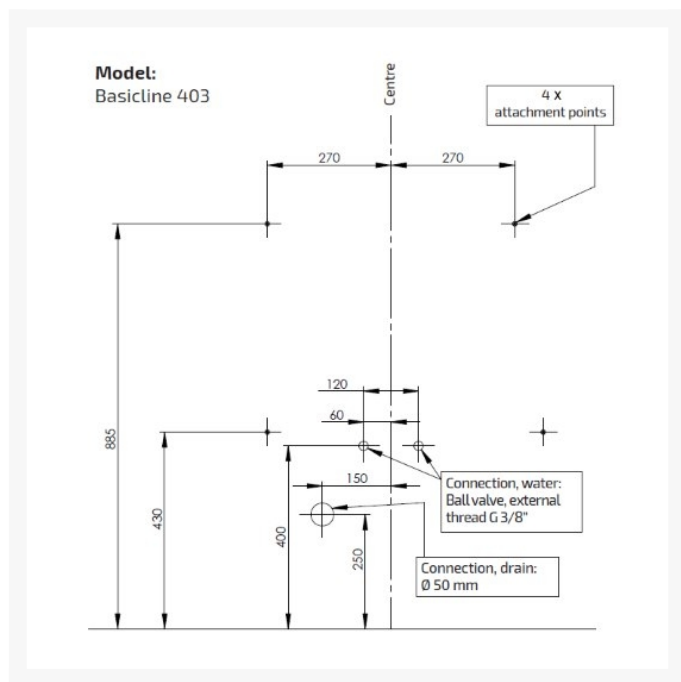 Model:
Basicline 403
Centre
4 X
attachment points
270
270
120
60
885
150
430
400
250
Connection, water:
Ball valve, external
thread G 3/8"
Connection, drain:
Ø 50 mm